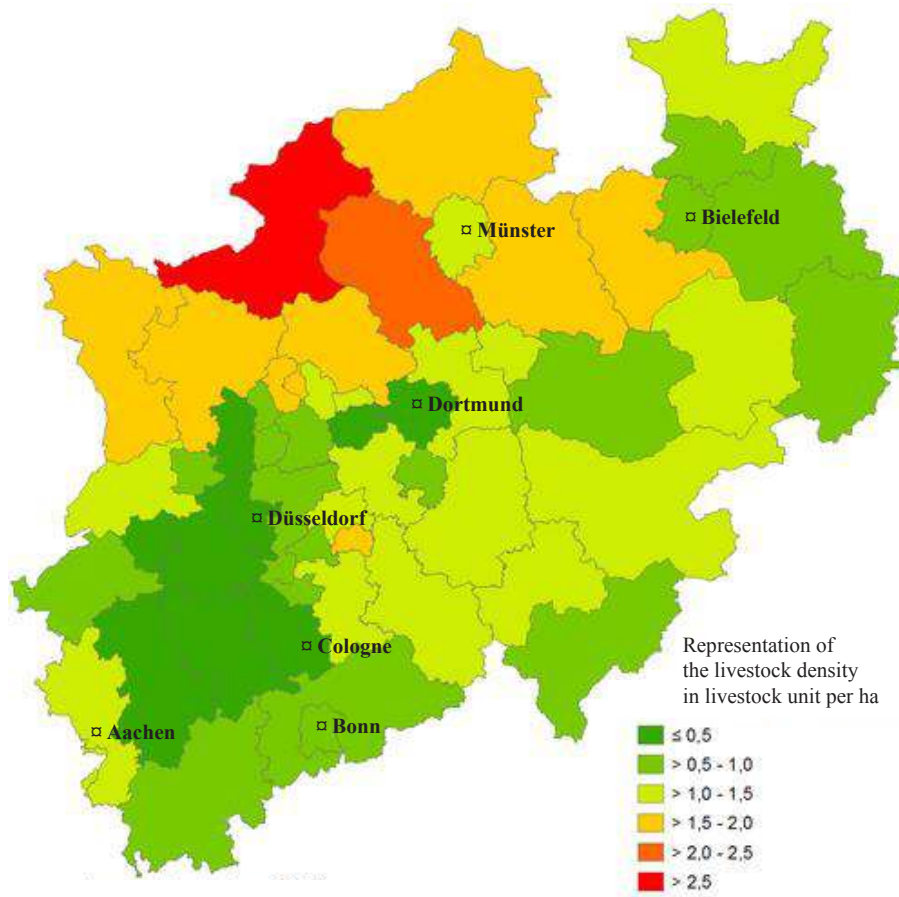 ¤ Bielefeld
¤ Münster
¤ Dortmund
¤ Düsseldorf
¤ Cologne
¤ Aachen
¤ Bonn
Representation of
the livestock density
in livestock unit per ha
≤ 0,5
> 0,5 - 1,0
> 1,0 - 1,5
> 1,5 - 2,0
> 2,0 - 2,5
> 2,5